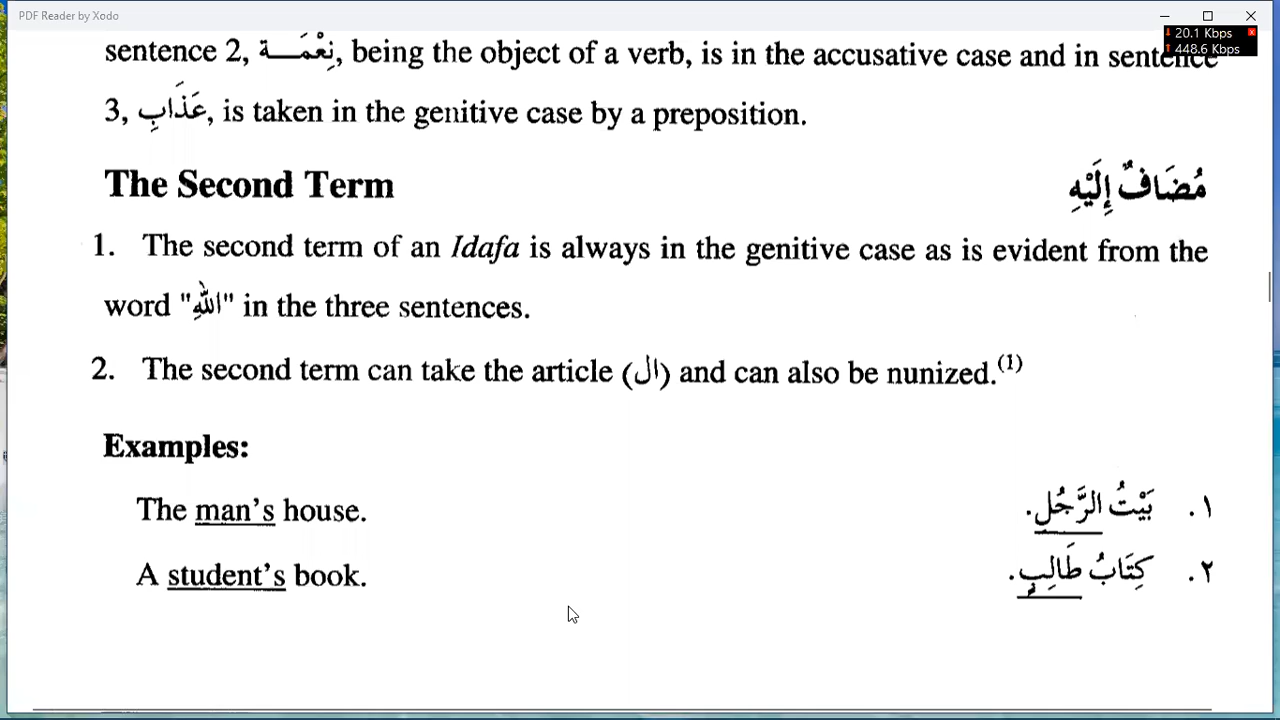 PDF Reader by Xodo
20.1 Kbps
448.6 Kbps
sentence 2, نِعْمَــة, being the object of a verb, is in the accusative case and in sentence
3, عَذَابِ, is taken in the genitive case by a preposition.
The Second Term مُضَافٌ إِلَيْهِ
1. The second term of an Idafa is always in the genitive case as is evident from the
word "اللهِ" in the three sentences.
2. The second term can take the article (ال) and can also be nunized.(1)
Examples:
The man's house. ١. بَيْتُ الرَّجُلِ.
A student's book. ٢. كِتَابُ طَالِبٍ.